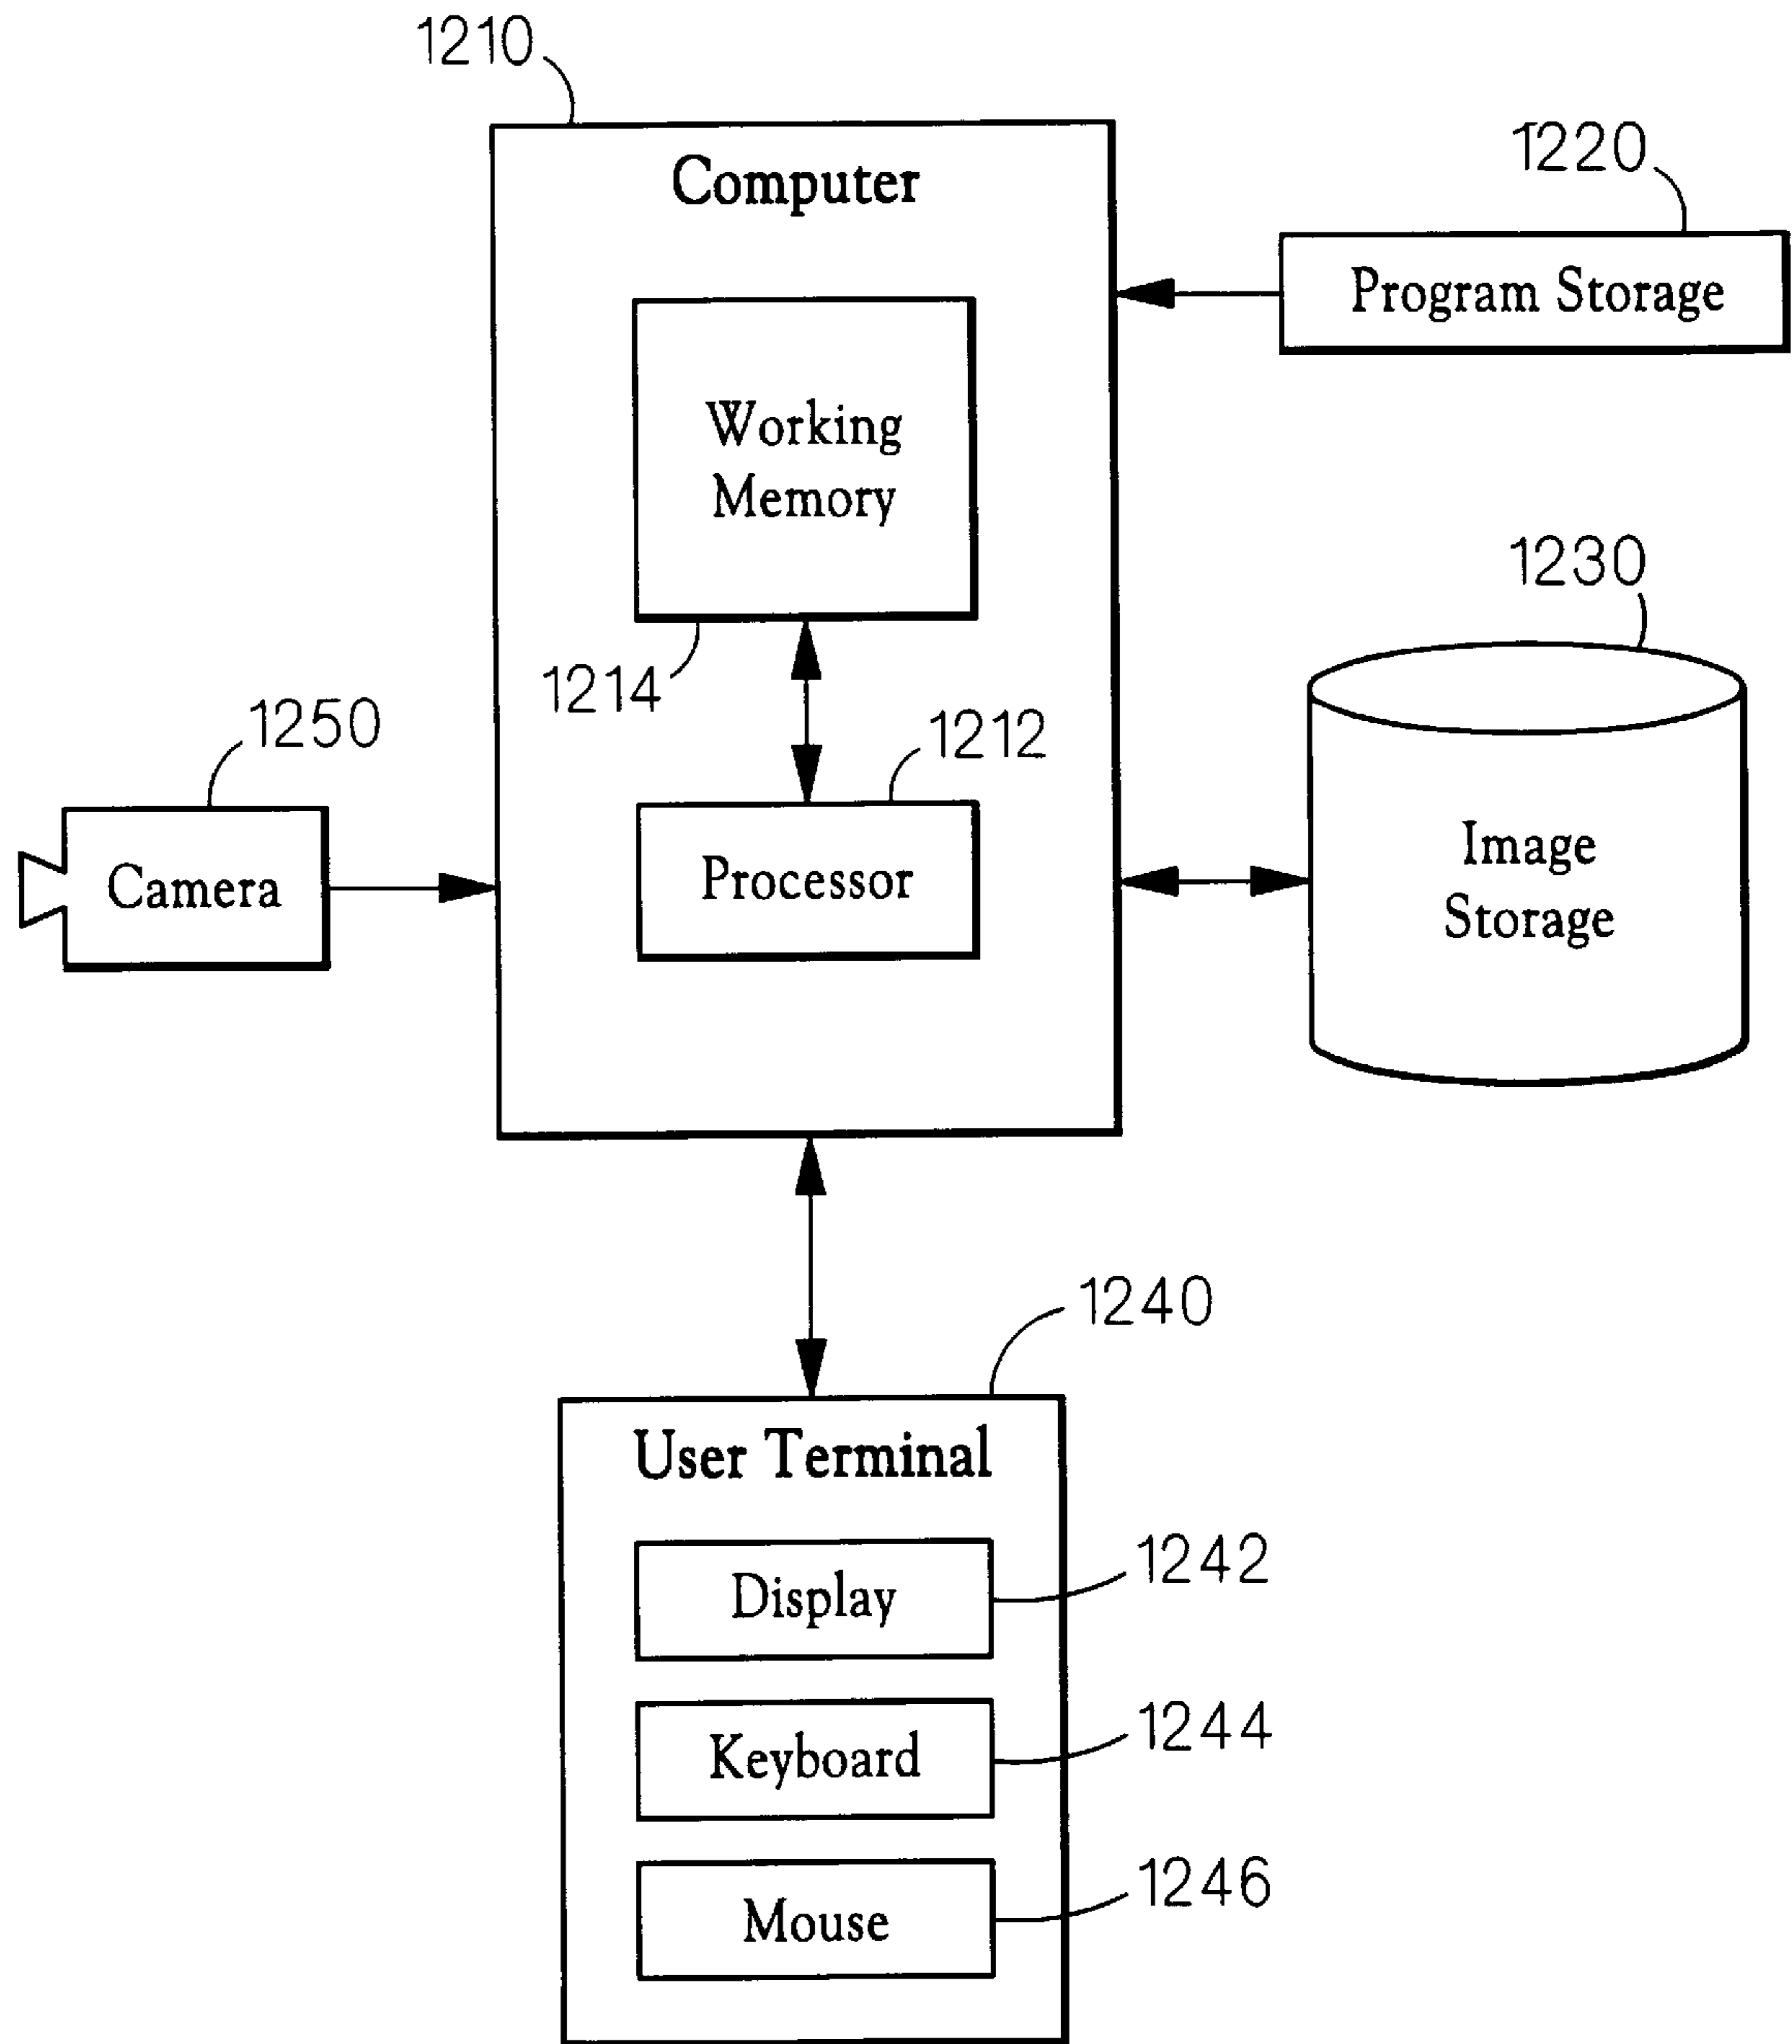 1210
Computer
1220
Program Storage
Working
Memory
1214
1230
1250
1212
Camera
Processor
Image
Storage
1240
User Terminal
Display
1242
Keyboard
1244
Mouse
1246